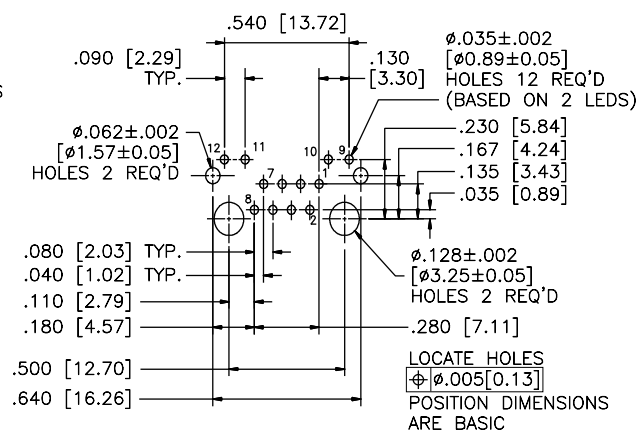 .540 [13.72]
.090 [2.29]
TYP.
.130
[3.30]
ø.035±.002
[ø0.89±0.05]
HOLES 12 REQ'D
(BASED ON 2 LEDS)
S
ø.062±.002
[ø1.57±0.05]
HOLES 2 REQ'D
12
11
10
9
.230 [5.84]
.167 [4.24]
.135 [3.43]
.035 [0.89]
7
1
8
2
.080 [2.03] TYP.
.040 [1.02] TYP.
.110 [2.79]
.180 [4.57]
ø.128±.002
[ø3.25±0.05]
HOLES 2 REQ'D
.280 [7.11]
.500 [12.70]
.640 [16.26]
LOCATE HOLES
⌖ ø.005[0.13]
POSITION DIMENSIONS
ARE BASIC